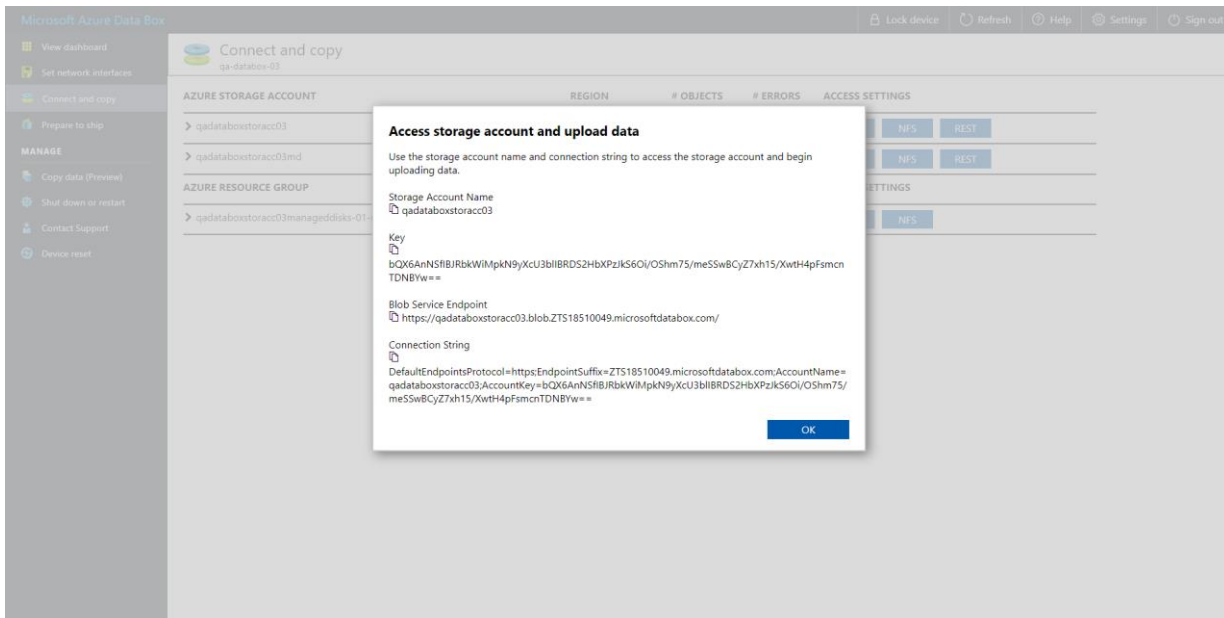 Microsoft Azure Data Box
Lock device
Refresh
Help
Settings
Sign out
View dashboard
Set network interfaces
Connect and copy
Prepare to ship
MANAGE
Copy data (Preview)
Shut down or restart
Contact Support
Device reset
Connect and copy
qa-databox-03
AZURE STORAGE ACCOUNT REGION # OBJECTS # ERRORS ACCESS SETTINGS
qadataboxstoracc03 NFS REST
qadataboxstoracc03md NFS REST
AZURE RESOURCE GROUP
qadataboxstoracc03manageddisks-01- NFS
Access storage account and upload data
Use the storage account name and connection string to access the storage account and begin
uploading data.
Storage Account Name
qadataboxstoracc03
Key
bQX6AnNSfIBJRbkWiMpkN9yXcU3blIBRDS2HbXPzJkS6Oi/OShm75/meSSwBCyZ7xh15/XwtH4pFsmcn
TDNBYw==
Blob Service Endpoint
https://qadataboxstoracc03.blob.ZTS18510049.microsoftdatabox.com/
Connection String
DefaultEndpointsProtocol=https;EndpointSuffix=ZTS18510049.microsoftdatabox.com;AccountName=
qadataboxstoracc03;AccountKey=bQX6AnNSfIBJRbkWiMpkN9yXcU3blIBRDS2HbXPzJkS6Oi/OShm75/
meSSwBCyZ7xh15/XwtH4pFsmcnTDNBYw==
OK